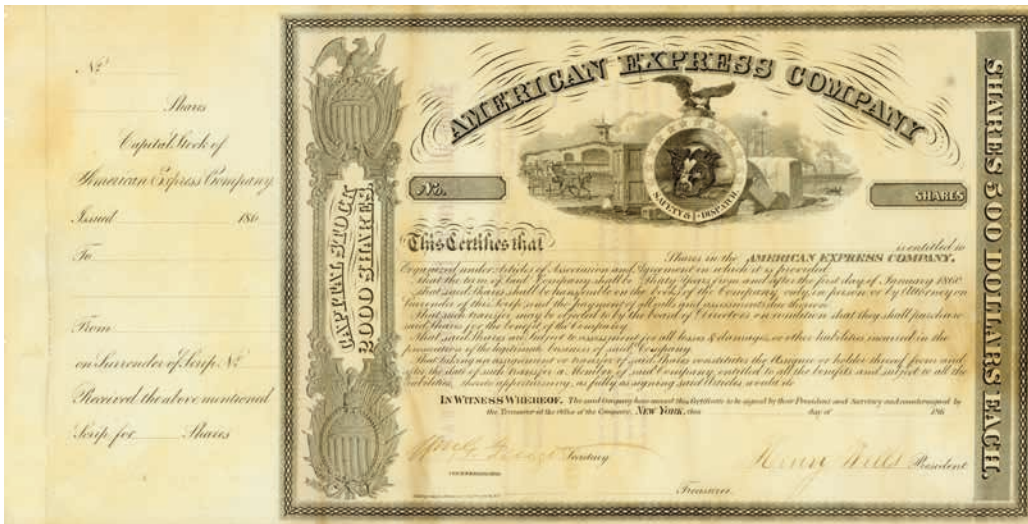 No.
Shares
Capital Stock of
American Express Company
Issued 186
To
From
on Surrender of Scrip No.
Received the above mentioned
Scrip for Shares
CAPITAL STOCK
2000 SHARES.
AMERICAN EXPRESS COMPANY
SAFETY & DISPATCH.
No.
SHARES
This Certifies that is entitled to
Shares in the AMERICAN EXPRESS COMPANY,
Organized under Articles of Association and Agreement in which it is provided
That the term of said Company shall be Thirty Years from and after the first day of January 1860
That said Shares shall be transferable in the Books of the Company, only, in person or by Attorney on
Surrender of this Scrip, and the payment of all calls and assessments due thereon.
That such transfer may be objected to by the board of Directors on condition that they shall purchase
said Shares for the benefit of the Company.
That said Shares are subject to assessment for all losses & damages, or other liabilities incurred in the
prosecution of the legitimate business of said Company.
That taking an assignment or transfer of said Shares constitutes the Assignee or holder thereof from and
after the date of such transfer a Member of said Company, entitled to all the benefits and subject to all the
liabilities, thereto appertaining, as fully as signing said Articles would do
IN WITNESS WHEREOF, The said Company have caused this Certificate to be signed by their President and Secretary and countersigned by
the Treasurer at the Office of the Company, NEW YORK, this day of 186
Secretary
Henry Wells President
Treasurer.
SHARES 500 DOLLARS EACH.